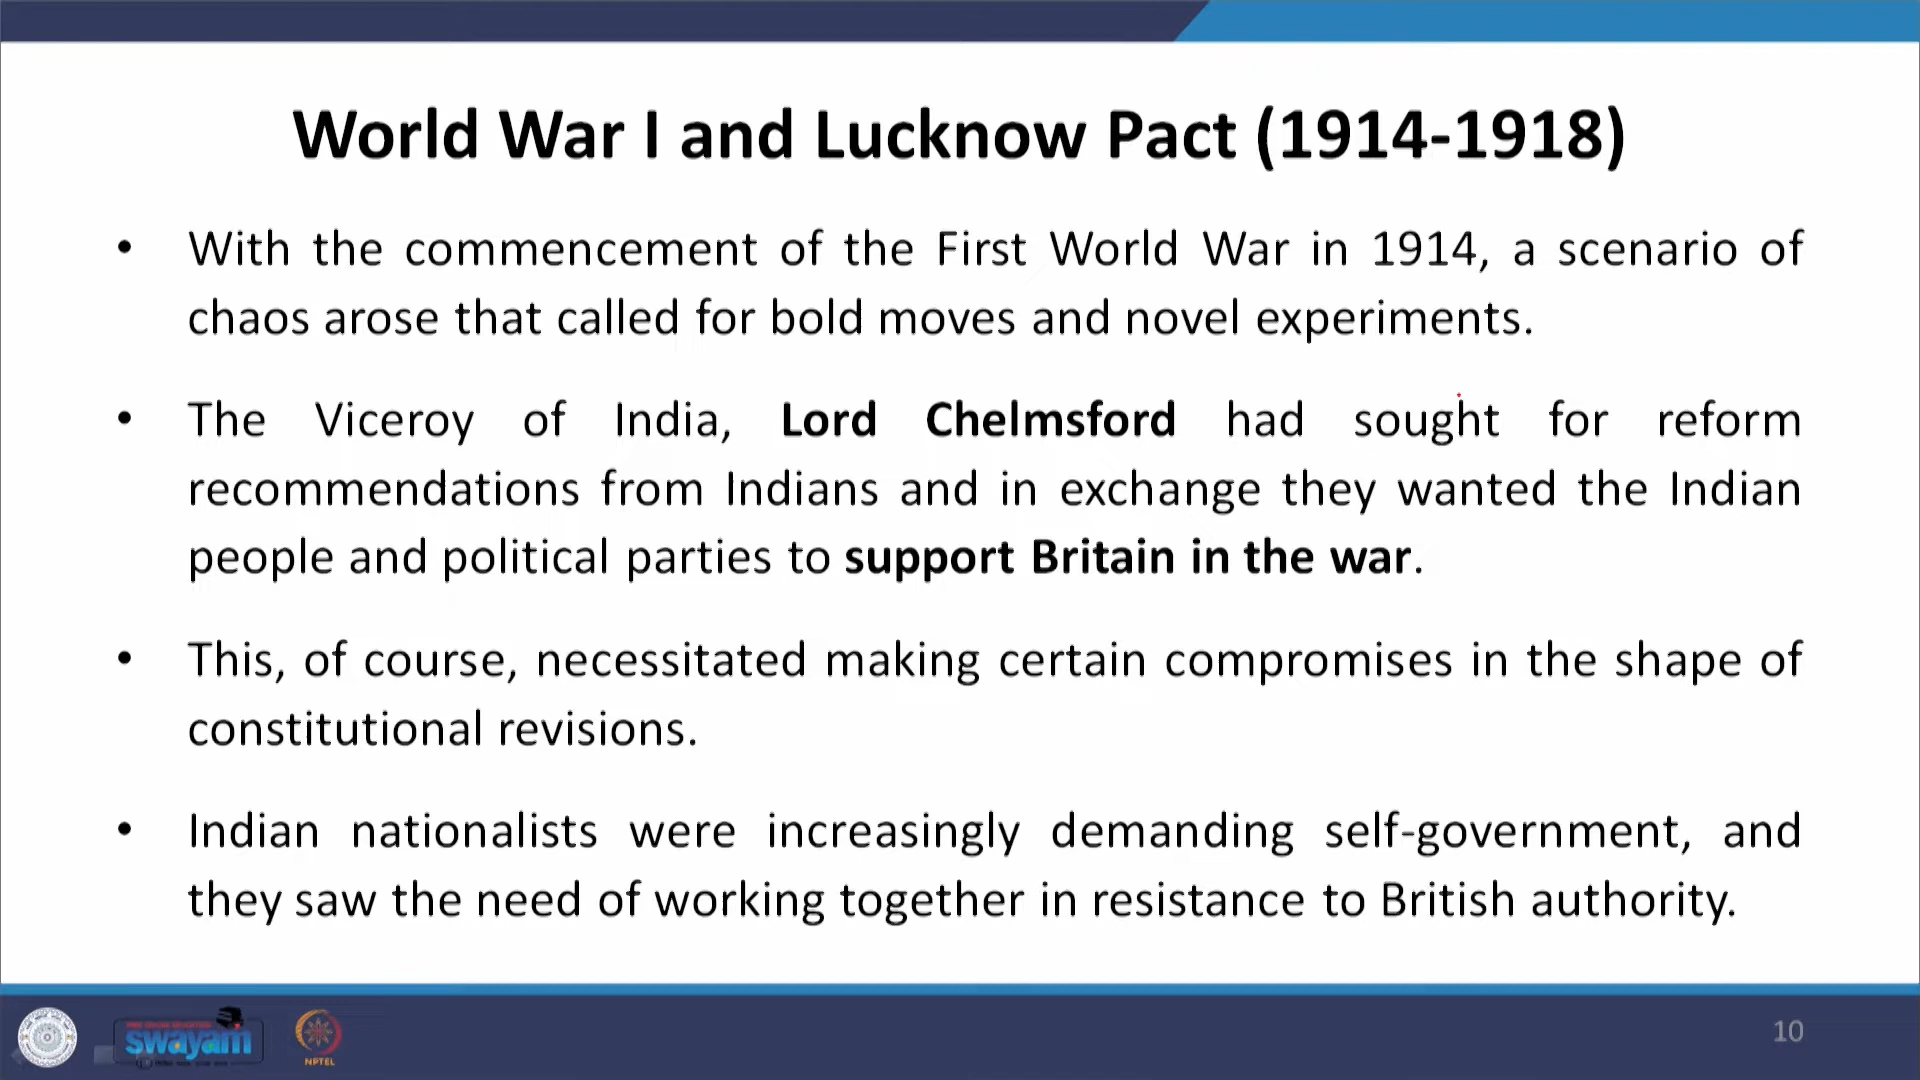 World War I and Lucknow Pact (1914-1918)
• With the commencement of the First World War in 1914, a scenario of
chaos arose that called for bold moves and novel experiments.
• The Viceroy of India, Lord Chelmsford had sought for reform
recommendations from Indians and in exchange they wanted the Indian
people and political parties to support Britain in the war.
• This, of course, necessitated making certain compromises in the shape of
constitutional revisions.
• Indian nationalists were increasingly demanding self-government, and
they saw the need of working together in resistance to British authority.
swayam
NPTEL
10